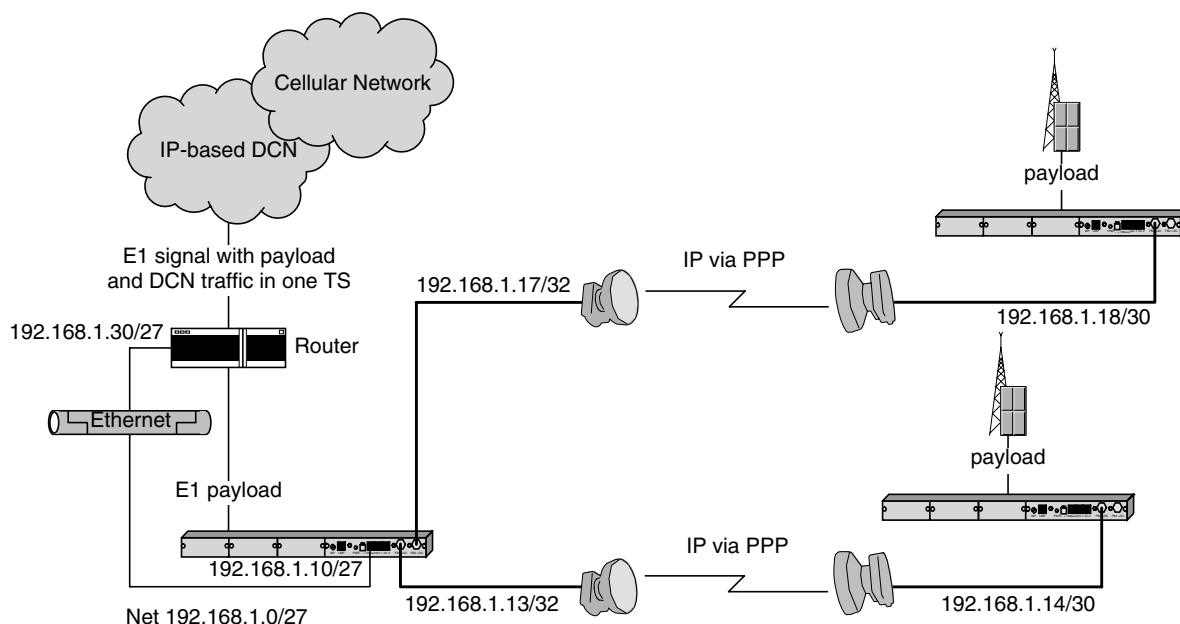 Cellular Network
IP-based DCN
payload
E1 signal with payload
and DCN traffic in one TS
IP via PPP
192.168.1.17/32
192.168.1.18/30
192.168.1.30/27
Router
Ethernet
payload
E1 payload
IP via PPP
192.168.1.10/27
192.168.1.13/32
192.168.1.14/30
Net 192.168.1.0/27